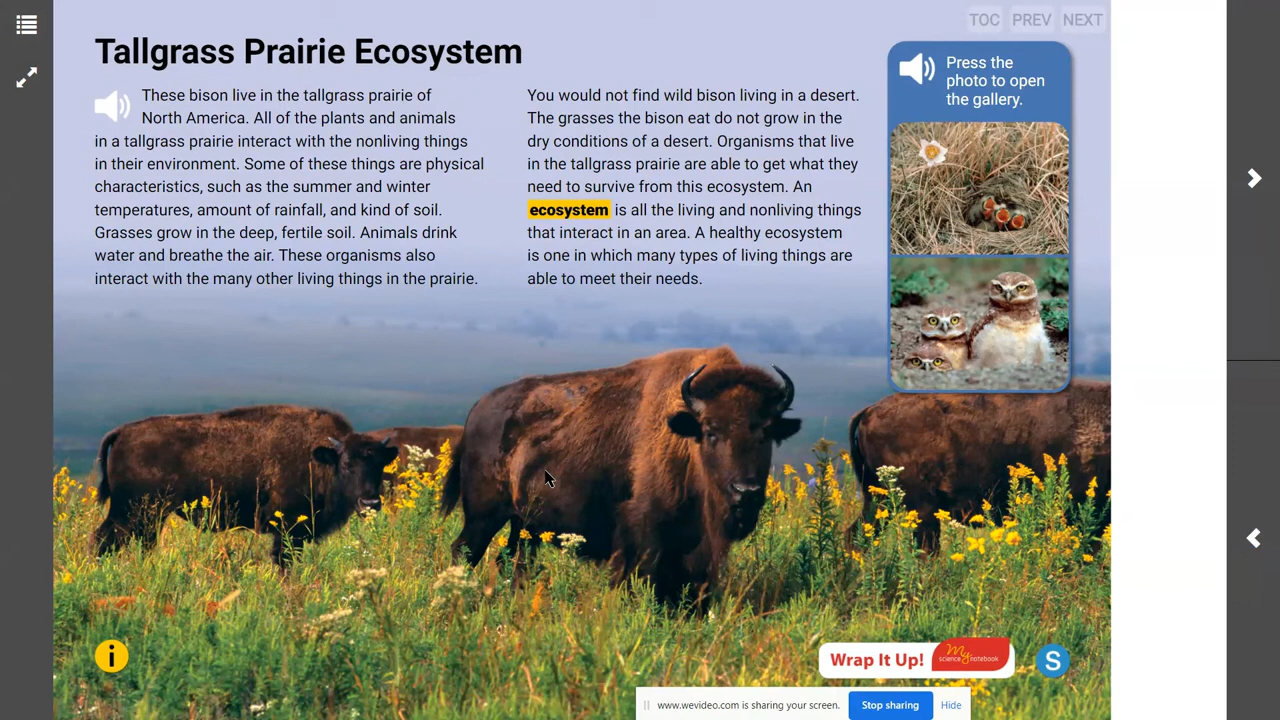 TOC PREV NEXT
Tallgrass Prairie Ecosystem
These bison live in the tallgrass prairie of
North America. All of the plants and animals
in a tallgrass prairie interact with the nonliving things
in their environment. Some of these things are physical
characteristics, such as the summer and winter
temperatures, amount of rainfall, and kind of soil.
Grasses grow in the deep, fertile soil. Animals drink
water and breathe the air. These organisms also
interact with the many other living things in the prairie.
You would not find wild bison living in a desert.
The grasses the bison eat do not grow in the
dry conditions of a desert. Organisms that live
in the tallgrass prairie are able to get what they
need to survive from this ecosystem. An
ecosystem is all the living and nonliving things
that interact in an area. A healthy ecosystem
is one in which many types of living things are
able to meet their needs.
Press the
photo to open
the gallery.
i
Wrap It Up!
My
science notebook
S
www.wevideo.com is sharing your screen.
Stop sharing
Hide